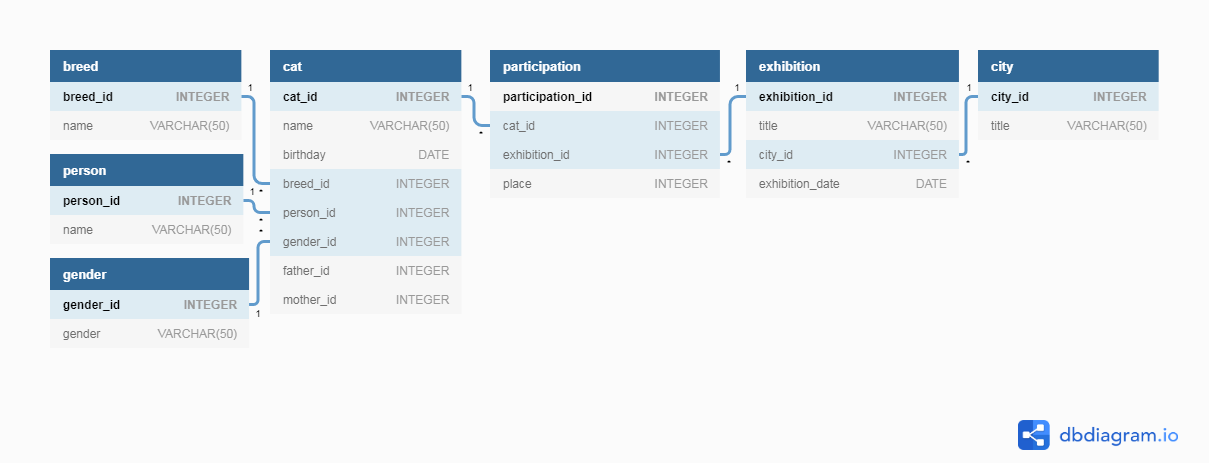 breed
breed_id INTEGER
name VARCHAR(50)
person
person_id INTEGER
name VARCHAR(50)
gender
gender_id INTEGER
gender VARCHAR(50)
cat
cat_id INTEGER
name VARCHAR(50)
birthday DATE
breed_id INTEGER
person_id INTEGER
gender_id INTEGER
father_id INTEGER
mother_id INTEGER
participation
participation_id INTEGER
cat_id INTEGER
exhibition_id INTEGER
place INTEGER
exhibition
exhibition_id INTEGER
title VARCHAR(50)
city_id INTEGER
exhibition_date DATE
city
city_id INTEGER
title VARCHAR(50)
1
*
1
*
*
1
1
*
1
*
1
*
dbdiagram.io